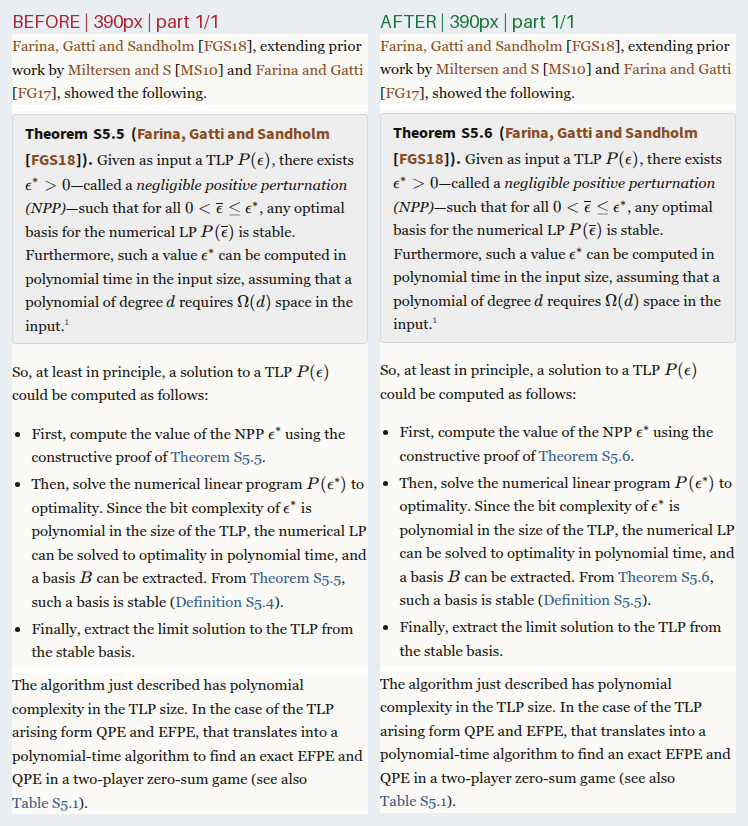 BEFORE | 390px | part 1/1
Farina, Gatti and Sandholm [FGS18], extending prior
work by Miltersen and S [MS10] and Farina and Gatti
[FG17], showed the following.
Theorem S5.5 (Farina, Gatti and Sandholm
[FGS18]). Given as input a TLP P(ϵ), there exists
ϵ* > 0—called a negligible positive perturnation
(NPP)—such that for all 0 < ϵ̅ ≤ ϵ*, any optimal
basis for the numerical LP P(ϵ̅) is stable.
Furthermore, such a value ϵ* can be computed in
polynomial time in the input size, assuming that a
polynomial of degree d requires Ω(d) space in the
input.¹
So, at least in principle, a solution to a TLP P(ϵ)
could be computed as follows:
• First, compute the value of the NPP ϵ* using the
constructive proof of Theorem S5.5.
• Then, solve the numerical linear program P(ϵ*) to
optimality. Since the bit complexity of ϵ* is
polynomial in the size of the TLP, the numerical LP
can be solved to optimality in polynomial time, and
a basis B can be extracted. From Theorem S5.5,
such a basis is stable (Definition S5.4).
• Finally, extract the limit solution to the TLP from
the stable basis.
The algorithm just described has polynomial
complexity in the TLP size. In the case of the TLP
arising form QPE and EFPE, that translates into a
polynomial-time algorithm to find an exact EFPE and
QPE in a two-player zero-sum game (see also
Table S5.1).
AFTER | 390px | part 1/1
Farina, Gatti and Sandholm [FGS18], extending prior
work by Miltersen and S [MS10] and Farina and Gatti
[FG17], showed the following.
Theorem S5.6 (Farina, Gatti and Sandholm
[FGS18]). Given as input a TLP P(ϵ), there exists
ϵ* > 0—called a negligible positive perturnation
(NPP)—such that for all 0 < ϵ̅ ≤ ϵ*, any optimal
basis for the numerical LP P(ϵ̅) is stable.
Furthermore, such a value ϵ* can be computed in
polynomial time in the input size, assuming that a
polynomial of degree d requires Ω(d) space in the
input.¹
So, at least in principle, a solution to a TLP P(ϵ)
could be computed as follows:
• First, compute the value of the NPP ϵ* using the
constructive proof of Theorem S5.6.
• Then, solve the numerical linear program P(ϵ*) to
optimality. Since the bit complexity of ϵ* is
polynomial in the size of the TLP, the numerical LP
can be solved to optimality in polynomial time, and
a basis B can be extracted. From Theorem S5.6,
such a basis is stable (Definition S5.5).
• Finally, extract the limit solution to the TLP from
the stable basis.
The algorithm just described has polynomial
complexity in the TLP size. In the case of the TLP
arising form QPE and EFPE, that translates into a
polynomial-time algorithm to find an exact EFPE and
QPE in a two-player zero-sum game (see also
Table S5.1).